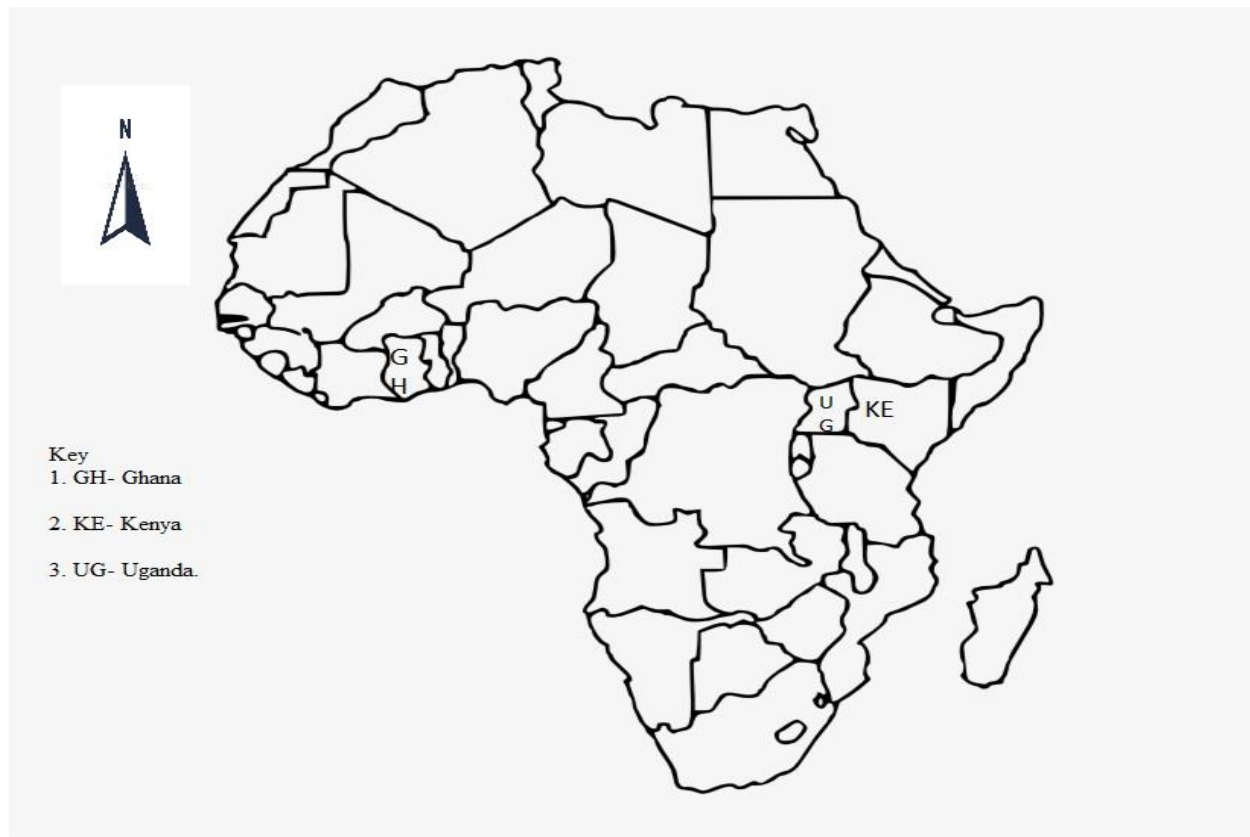 N
G
H
U
G
KE
Key
1. GH- Ghana
2. KE- Kenya
3. UG- Uganda.